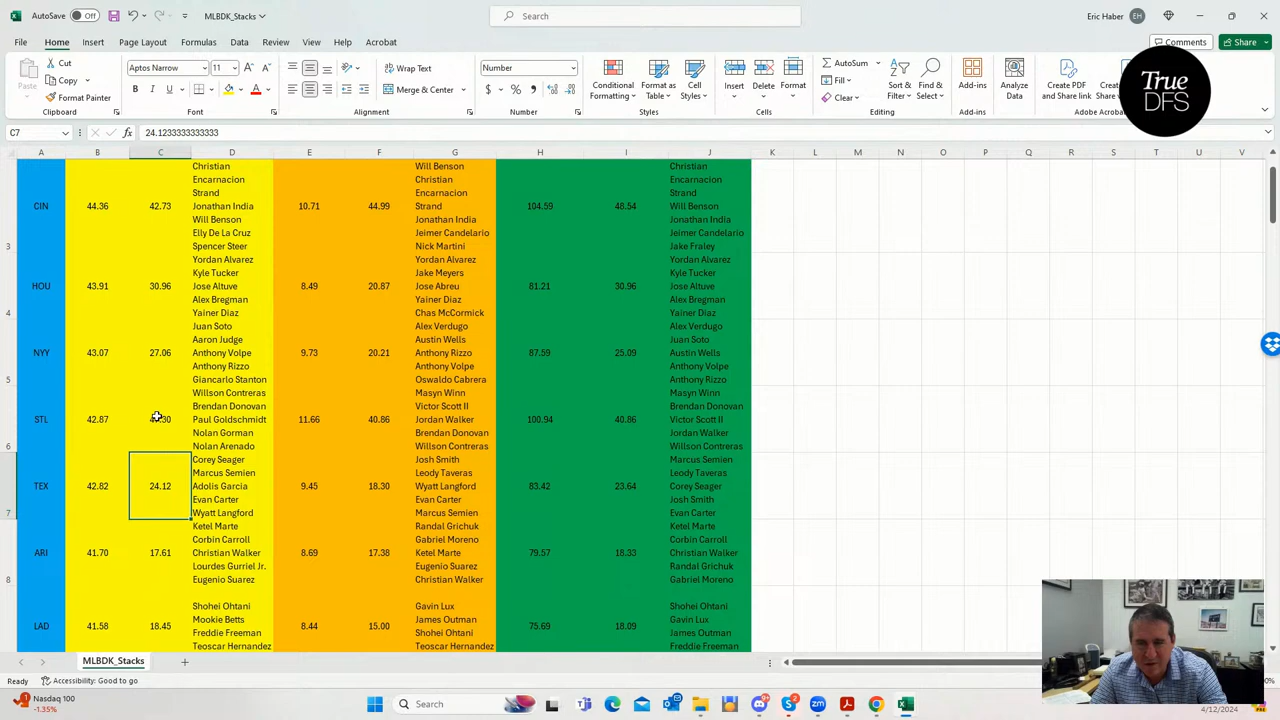 AutoSave Off MLBDK_Stacks Search Eric Haber EH
File Home Insert Page Layout Formulas Data Review View Help Acrobat Comments Share
Paste Cut Copy Format Painter Aptos Narrow 11 Wrap Text Merge & Center Number Conditional Formatting Format as Table Cell Styles Insert Delete Format AutoSum Fill Clear Sort & Filter Find & Select Add-ins Analyze Data Create PDF and Share link
Clipboard Font Alignment Number Styles Cells Editing Add-ins
True
DFS
C7 24.1233333333333
A B C D E F G H I J K L M N O P Q R S T U V
Christian Will Benson Christian
Encarnacion Christian Encarnacion
Strand Encarnacion Strand
CIN 44.36 42.73 Jonathan India 10.71 44.99 Strand 104.59 48.54 Will Benson
Will Benson Jonathan India Jonathan India
Elly De La Cruz Jeimer Candelario Jeimer Candelario
3 Spencer Steer Nick Martini Jake Fraley
Yordan Alvarez Jake Meyers Yordan Alvarez
Kyle Tucker Kyle Tucker
HOU 43.91 30.96 Jose Altuve 8.49 20.87 Jose Abreu 81.21 30.96 Jose Altuve
Alex Bregman Yainer Diaz Alex Bregman
4 Yainer Diaz Chas McCormick Yainer Diaz
Juan Soto Alex Verdugo Alex Verdugo
Aaron Judge Austin Wells Juan Soto
NYY 43.07 27.06 Anthony Volpe 9.73 20.21 Anthony Rizzo 87.59 25.09 Austin Wells
Anthony Rizzo Anthony Volpe Anthony Volpe
5 Giancarlo Stanton Oswaldo Cabrera Anthony Rizzo
Willson Contreras Masyn Winn Masyn Winn
Brendan Donovan Victor Scott II Brendan Donovan
STL 42.87 Paul Goldschmidt 11.66 40.86 Jordan Walker 100.94 40.86 Victor Scott II
Nolan Gorman Brendan Donovan Jordan Walker
Nolan Arenado Willson Contreras Willson Contreras
Corey Seager Josh Smith Marcus Semien
Marcus Semien Leody Taveras Leody Taveras
TEX 42.82 24.12 Adolis Garcia 9.45 18.30 Wyatt Langford 83.42 23.64 Corey Seager
Evan Carter Evan Carter Josh Smith
7 Wyatt Langford Marcus Semien Evan Carter
Ketel Marte Randal Grichuk Ketel Marte
Corbin Carroll Gabriel Moreno Corbin Carroll
ARI 41.70 17.61 Christian Walker 8.69 17.38 Ketel Marte 79.57 18.33 Christian Walker
Lourdes Gurriel Jr. Eugenio Suarez Randal Grichuk
8 Eugenio Suarez Christian Walker Gabriel Moreno
Shohei Ohtani Gavin Lux Shohei Ohtani
Mookie Betts James Outman Gavin Lux
LAD 41.58 18.45 Freddie Freeman 8.44 15.00 Shohei Ohtani 75.69 18.09 James Outman
Teoscar Hernandez Teoscar Hernandez Freddie Freeman
MLBDK_Stacks
Ready Accessibility: Good to go
Nasdaq 100
-1.35%
Search
4/12/2024